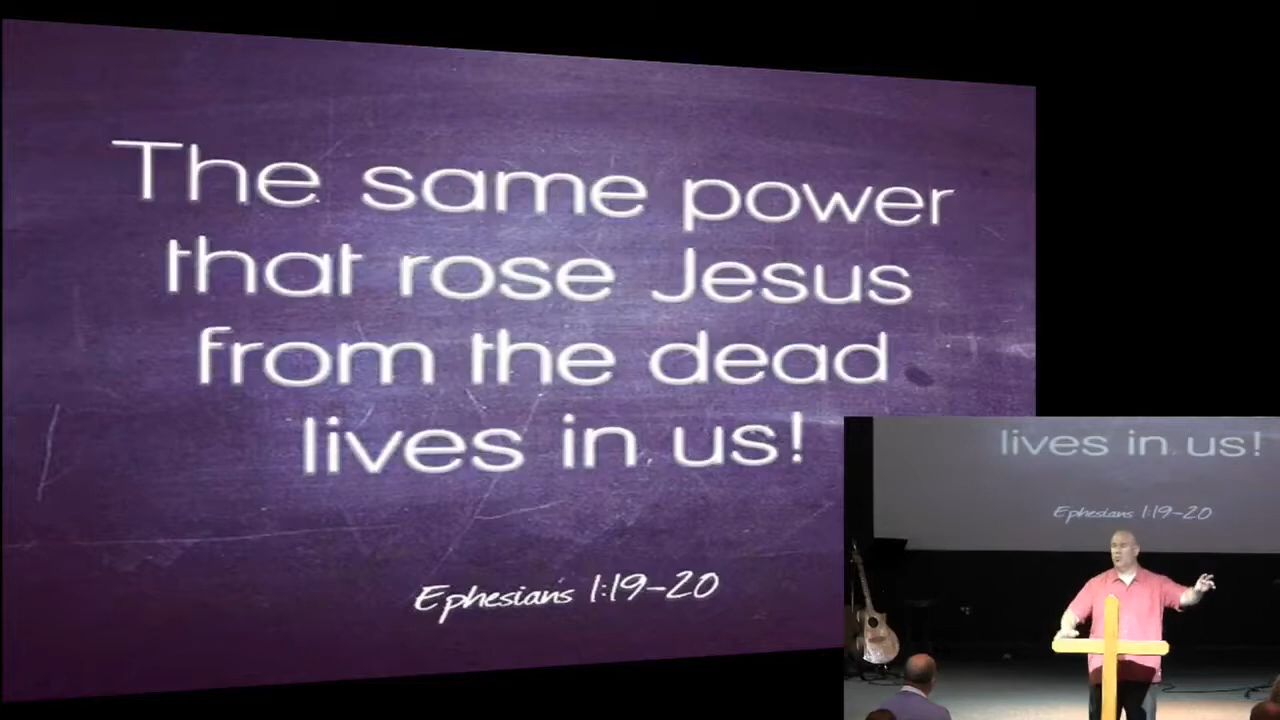 The same power
that rose Jesus
from the dead
lives in us!
Ephesians 1:19-20
lives in us!
Ephesians 1:19-20